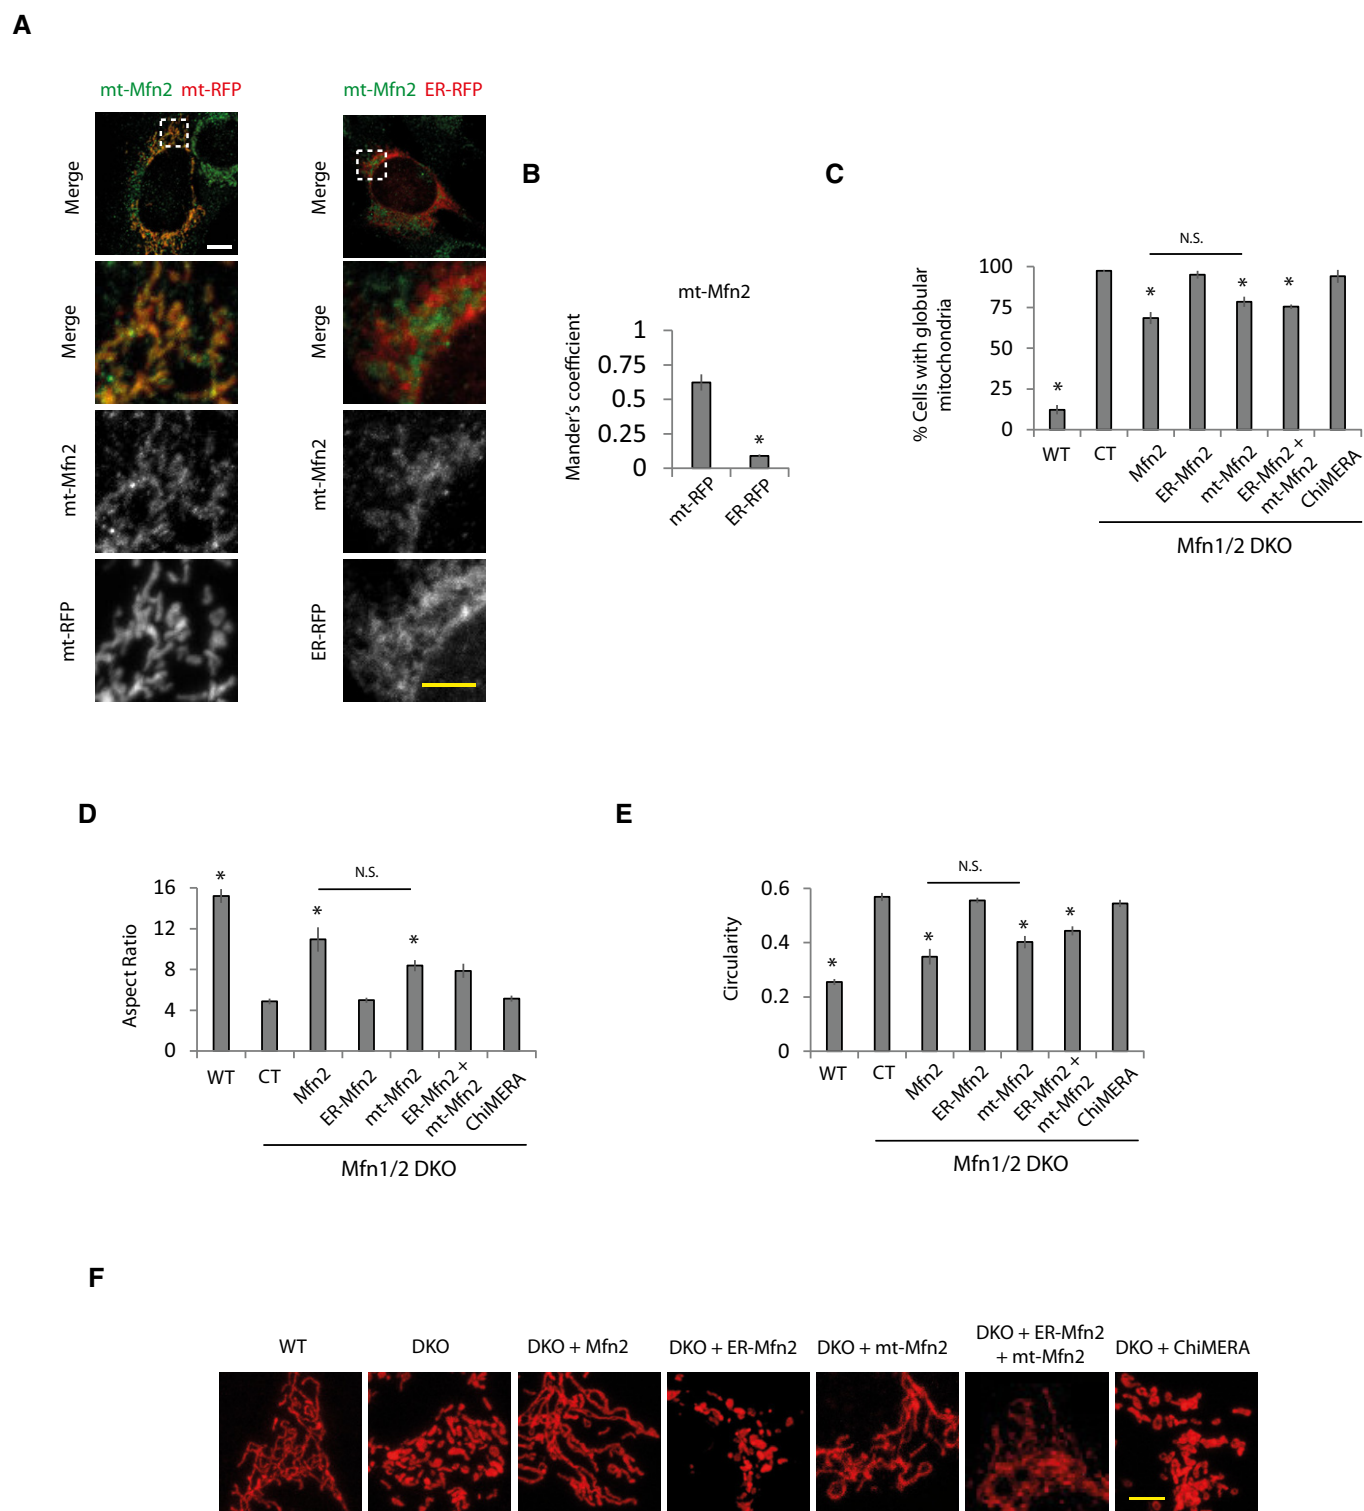 A
mt-Mfn2 mt-RFP
Merge
Merge
mt-Mfn2
mt-RFP
mt-Mfn2 ER-RFP
Merge
Merge
mt-Mfn2
ER-RFP
B
mt-Mfn2
Mander's coefficient
1
0.75
0.5
0.25
0
*
mt-RFP
ER-RFP
C
N.S.
% Cells with globular
mitochondria
100
75
50
25
0
*
*
*
*
WT
CT
Mfn2
ER-Mfn2
mt-Mfn2
ER-Mfn2 +
mt-Mfn2
ChiMERA
Mfn1/2 DKO
D
N.S.
Aspect Ratio
16
12
8
4
0
*
*
*
WT
CT
Mfn2
ER-Mfn2
mt-Mfn2
ER-Mfn2 +
mt-Mfn2
ChiMERA
Mfn1/2 DKO
E
N.S.
Circularity
0.6
0.4
0.2
0
*
*
*
*
WT
CT
Mfn2
ER-Mfn2
mt-Mfn2
ER-Mfn2 +
mt-Mfn2
ChiMERA
Mfn1/2 DKO
F
WT
DKO
DKO + Mfn2
DKO + ER-Mfn2
DKO + mt-Mfn2
DKO + ER-Mfn2
+ mt-Mfn2
DKO + ChiMERA